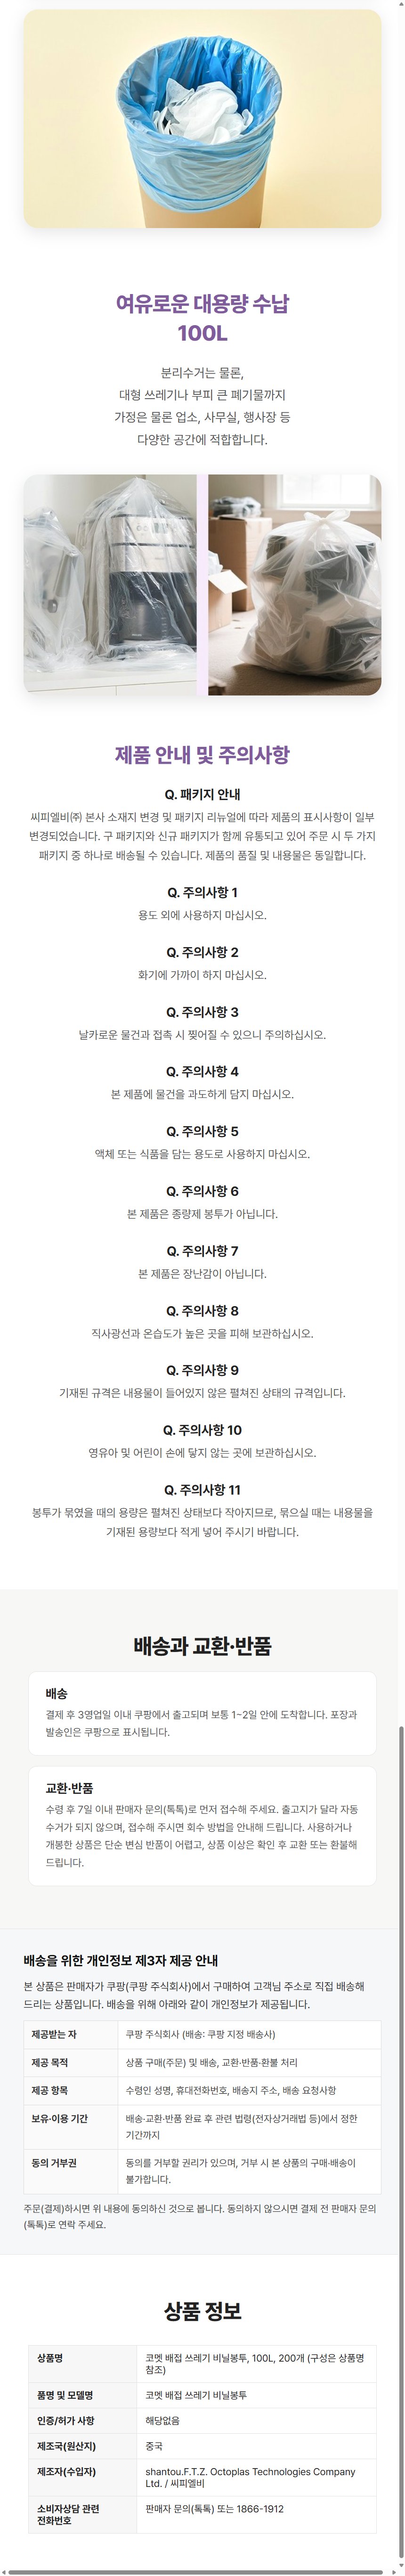 여유로운 대용량 수납
100L
분리수거는 물론,
대형 쓰레기나 부피 큰 폐기물까지
가정은 물론 업소, 사무실, 행사장 등
다양한 공간에 적합합니다.
제품 안내 및 주의사항
Q. 패키지 안내
씨피엘비㈜ 본사 소재지 변경 및 패키지 리뉴얼에 따라 제품의 표시사항이 일부
변경되었습니다. 구 패키지와 신규 패키지가 함께 유통되고 있어 주문 시 두 가지
패키지 중 하나로 배송될 수 있습니다. 제품의 품질 및 내용물은 동일합니다.
Q. 주의사항 1
용도 외에 사용하지 마십시오.
Q. 주의사항 2
화기에 가까이 하지 마십시오.
Q. 주의사항 3
날카로운 물건과 접촉 시 찢어질 수 있으니 주의하십시오.
Q. 주의사항 4
본 제품에 물건을 과도하게 담지 마십시오.
Q. 주의사항 5
액체 또는 식품을 담는 용도로 사용하지 마십시오.
Q. 주의사항 6
본 제품은 종량제 봉투가 아닙니다.
Q. 주의사항 7
본 제품은 장난감이 아닙니다.
Q. 주의사항 8
직사광선과 온습도가 높은 곳을 피해 보관하십시오.
Q. 주의사항 9
기재된 규격은 내용물이 들어있지 않은 펼쳐진 상태의 규격입니다.
Q. 주의사항 10
영유아 및 어린이 손에 닿지 않는 곳에 보관하십시오.
Q. 주의사항 11
봉투가 묶였을 때의 용량은 펼쳐진 상태보다 작아지므로, 묶으실 때는 내용물을
기재된 용량보다 적게 넣어 주시기 바랍니다.
배송과 교환·반품
배송
결제 후 3영업일 이내 쿠팡에서 출고되며 보통 1~2일 안에 도착합니다. 포장과
발송인은 쿠팡으로 표시됩니다.
교환·반품
수령 후 7일 이내 판매자 문의(톡톡)로 먼저 접수해 주세요. 출고지가 달라 자동
수거가 되지 않으며, 접수해 주시면 회수 방법을 안내해 드립니다. 사용하거나
개봉한 상품은 단순 변심 반품이 어렵고, 상품 이상은 확인 후 교환 또는 환불해
드립니다.
배송을 위한 개인정보 제3자 제공 안내
본 상품은 판매자가 쿠팡(쿠팡 주식회사)에서 구매하여 고객님 주소로 직접 배송해
드리는 상품입니다. 배송을 위해 아래와 같이 개인정보가 제공됩니다.
제공받는 자 쿠팡 주식회사 (배송: 쿠팡 지정 배송사)
제공 목적 상품 구매(주문) 및 배송, 교환·반품·환불 처리
제공 항목 수령인 성명, 휴대전화번호, 배송지 주소, 배송 요청사항
보유·이용 기간 배송·교환·반품 완료 후 관련 법령(전자상거래법 등)에서 정한
기간까지
동의 거부권 동의를 거부할 권리가 있으며, 거부 시 본 상품의 구매·배송이
불가합니다.
주문(결제)하시면 위 내용에 동의하신 것으로 봅니다. 동의하지 않으시면 결제 전 판매자 문의
(톡톡)로 연락 주세요.
상품 정보
상품명 코멧 배접 쓰레기 비닐봉투, 100L, 200개 (구성은 상품명
참조)
품명 및 모델명 코멧 배접 쓰레기 비닐봉투
인증/허가 사항 해당없음
제조국(원산지) 중국
제조자(수입자) shantou.F.T.Z. Octoplas Technologies Company
Ltd. / 씨피엘비
소비자상담 관련 판매자 문의(톡톡) 또는 1866-1912
전화번호